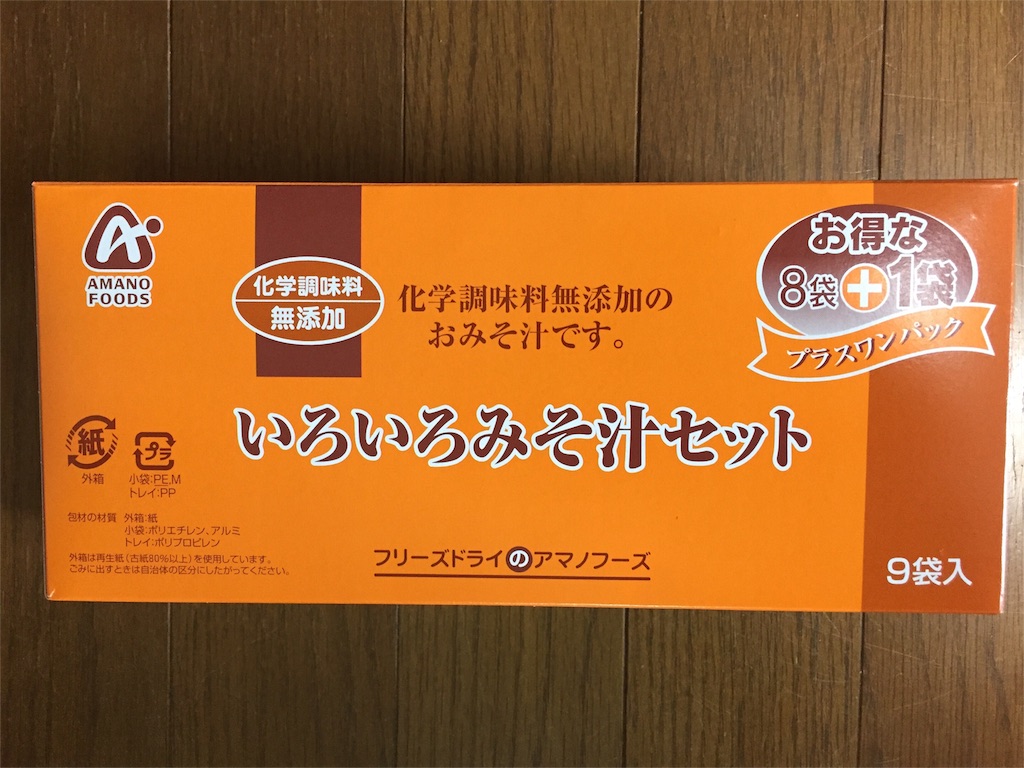 AMANO
FOODS
化学調味料
無添加
化学調味料無添加の
おみそ汁です。
お得な
8袋+1袋
プラスワンパック
いろいろみそ汁セット
紙
外箱
プラ
小袋:PE,M
トレイ:PP
包材の材質 外箱:紙
小袋:ポリエチレン、アルミ
トレイ:ポリプロピレン
外箱は再生紙(古紙80%以上)を使用しています。
ごみに出すときは自治体の区分にしたがってください。
フリーズドライのアマノフーズ
9袋入